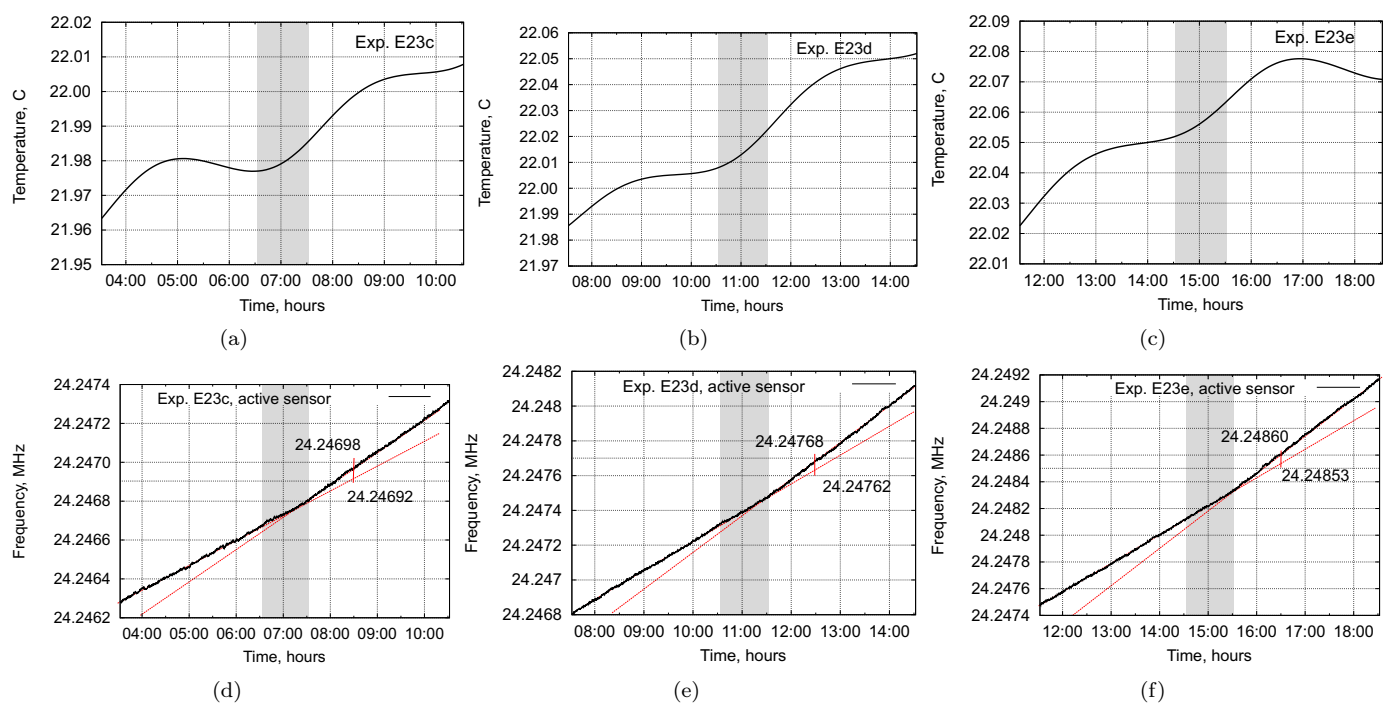 Exp. E23c
Temperature, C
22.02
22.01
22.00
21.99
21.98
21.97
21.96
21.95
04:00 05:00 06:00 07:00 08:00 09:00 10:00
Time, hours
(a)
Exp. E23d
Temperature, C
22.06
22.05
22.04
22.03
22.02
22.01
22.00
21.99
21.98
21.97
08:00 09:00 10:00 11:00 12:00 13:00 14:00
Time, hours
(b)
Exp. E23e
Temperature, C
22.09
22.08
22.07
22.06
22.05
22.04
22.03
22.02
22.01
12:00 13:00 14:00 15:00 16:00 17:00 18:00
Time, hours
(c)
Exp. E23c, active sensor
Frequency, MHz
24.2474
24.2472
24.2470
24.2468
24.2466
24.2464
24.2462
24.24698
24.24692
04:00 05:00 06:00 07:00 08:00 09:00 10:00
Time, hours
(d)
Exp. E23d, active sensor
Frequency, MHz
24.2482
24.248
24.2478
24.2476
24.2474
24.2472
24.247
24.2468
24.24768
24.24762
08:00 09:00 10:00 11:00 12:00 13:00 14:00
Time, hours
(e)
Exp. E23e, active sensor
Frequency, MHz
24.2492
24.249
24.2488
24.2486
24.2484
24.2482
24.248
24.2478
24.2476
24.2474
24.24860
24.24853
12:00 13:00 14:00 15:00 16:00 17:00 18:00
Time, hours
(f)